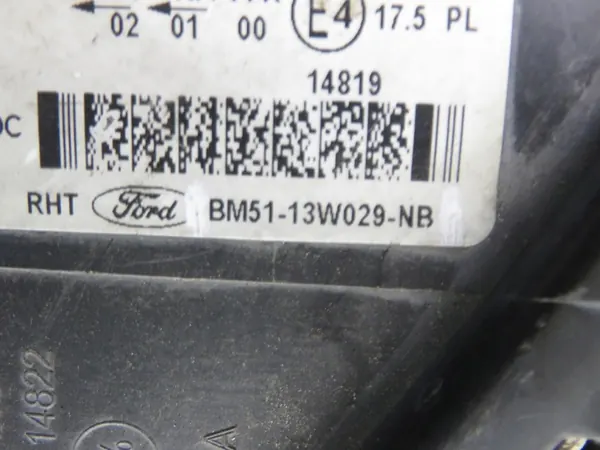 02 01 00 E4 17.5 PL
14819
DC
RHT Ford BM51-13W029-NB
14822
A